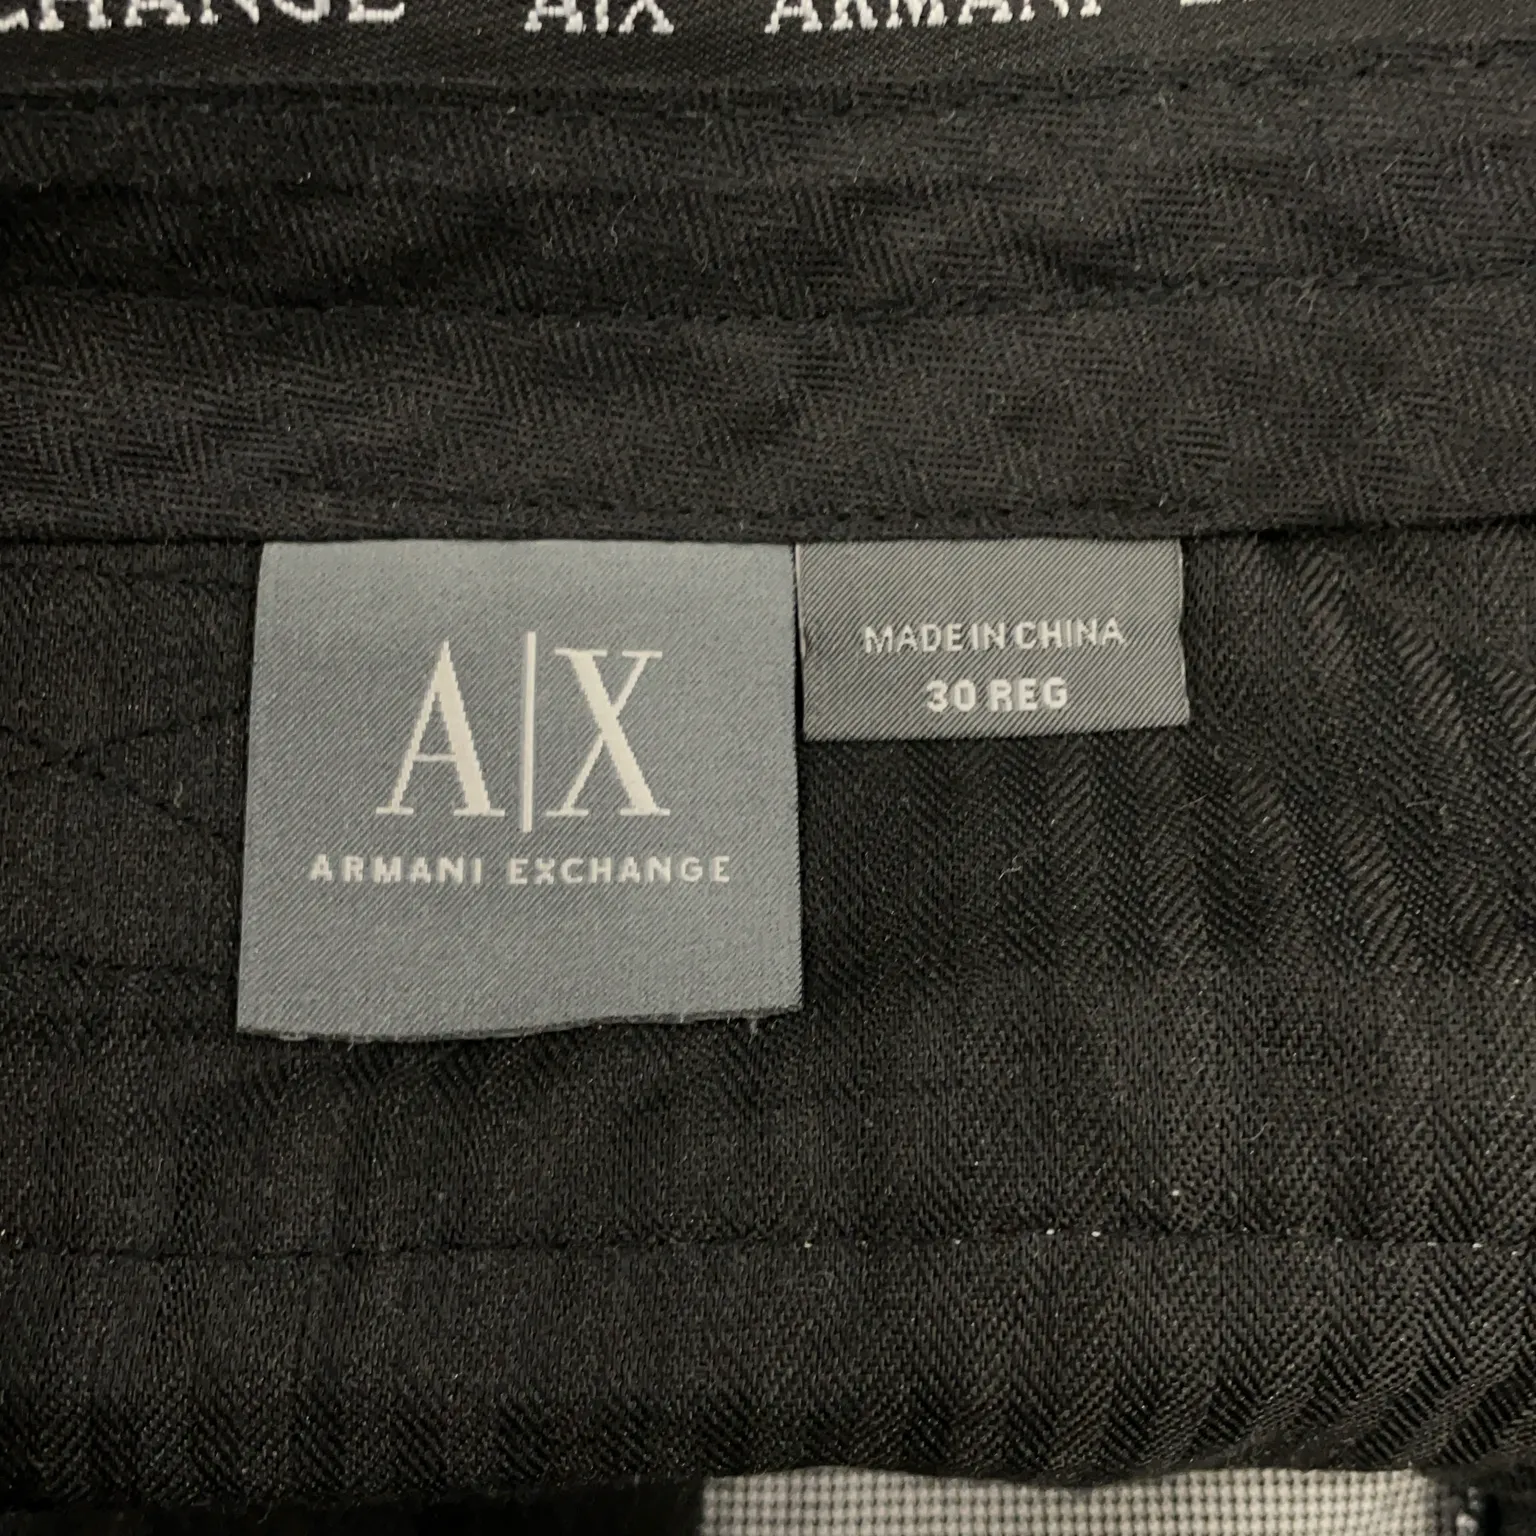 CHANGE A|X ARMANI
A|X
ARMANI EXCHANGE
MADE IN CHINA
30 REG